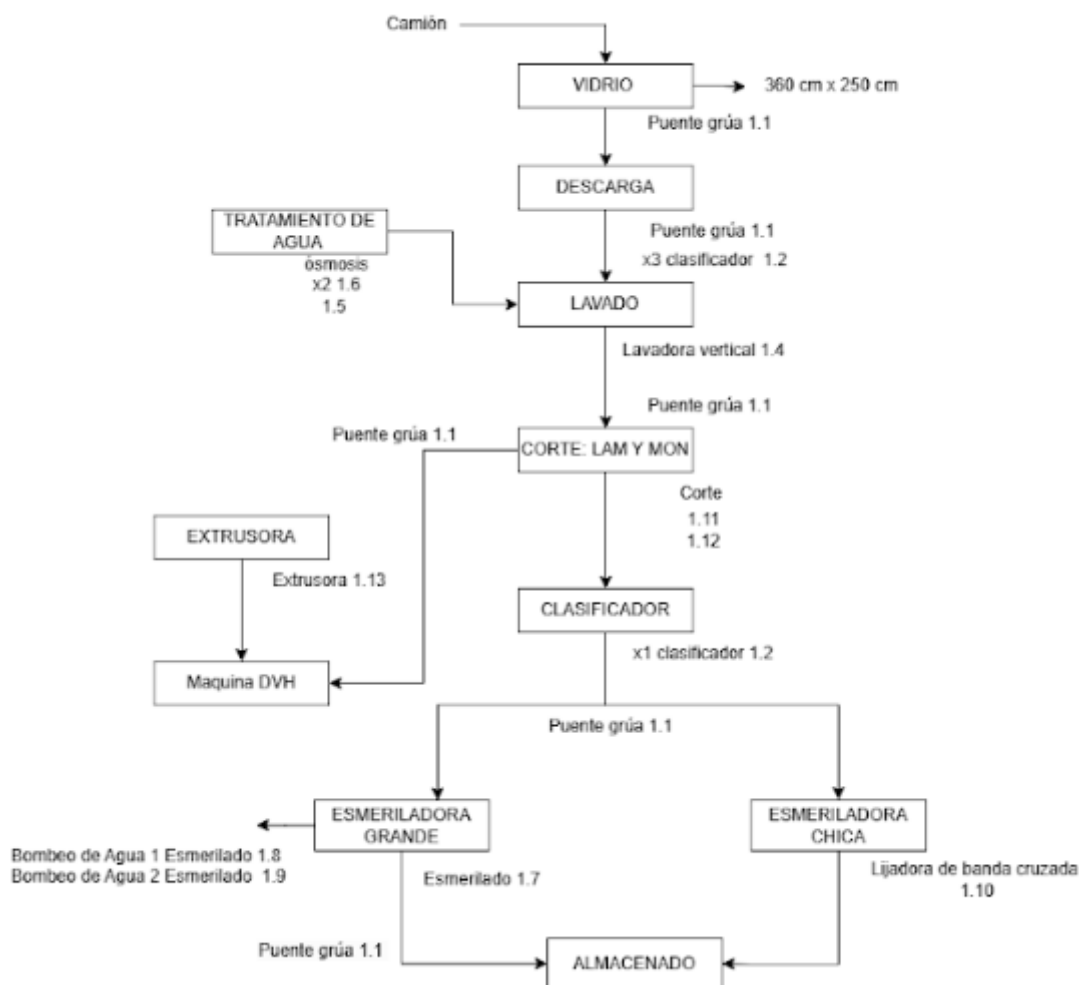 Camión
VIDRIO
360 cm x 250 cm
Puente grúa 1.1
DESCARGA
Puente grúa 1.1
x3 clasificador 1.2
TRATAMIENTO DE
AGUA
ósmosis
x2 1.6
1.5
LAVADO
Lavadora vertical 1.4
Puente grúa 1.1
Puente grúa 1.1
CORTE: LAM Y MON
Corte
1.11
1.12
EXTRUSORA
Extrusora 1.13
CLASIFICADOR
x1 clasificador 1.2
Maquina DVH
Puente grúa 1.1
ESMERILADORA
GRANDE
ESMERILADORA
CHICA
Bombeo de Agua 1 Esmerilado 1.8
Bombeo de Agua 2 Esmerilado 1.9
Esmerilado 1.7
Lijadora de banda cruzada
1.10
Puente grúa 1.1
ALMACENADO